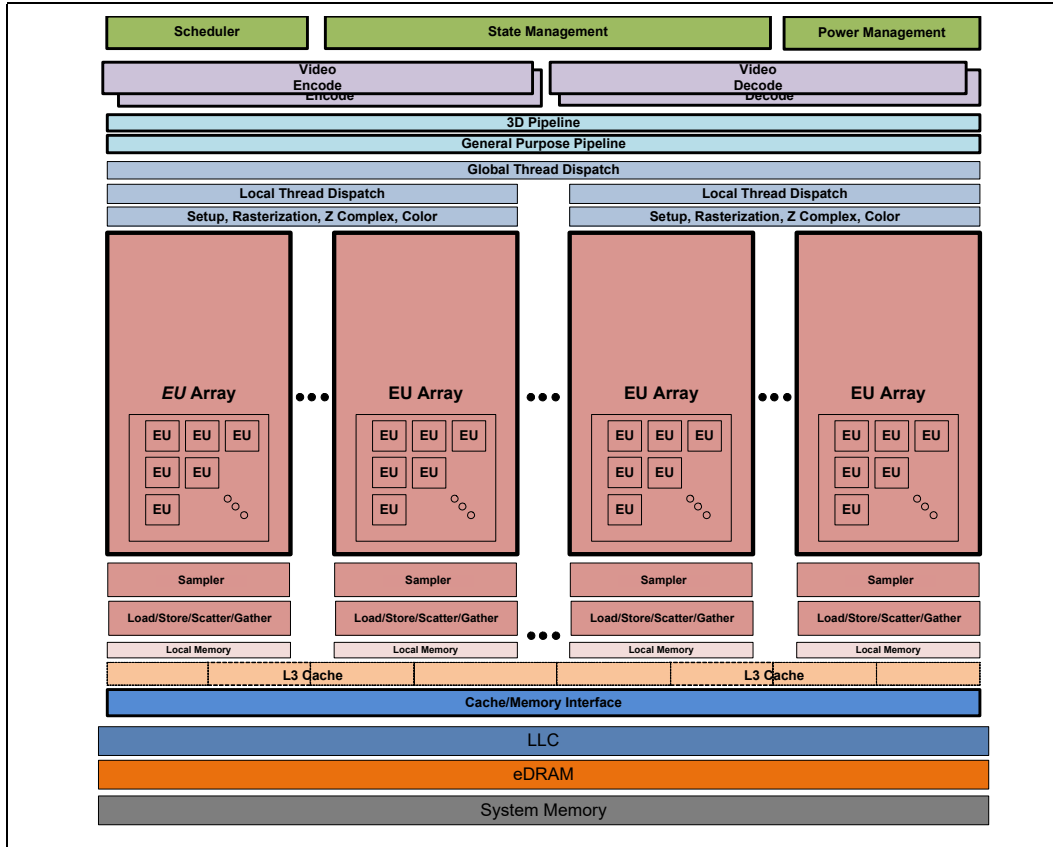 Scheduler
State Management
Power Management
Video
Encode
Encode
Video
Decode
Decode
3D Pipeline
General Purpose Pipeline
Global Thread Dispatch
Local Thread Dispatch
Local Thread Dispatch
Setup, Rasterization, Z Complex, Color
Setup, Rasterization, Z Complex, Color
EU Array
EU Array
EU Array
EU Array
EU EU EU
EU EU EU
EU EU EU
EU EU EU
EU EU
EU EU
EU EU
EU EU
EU
EU
EU
EU
Sampler
Sampler
Sampler
Sampler
Load/Store/Scatter/Gather
Load/Store/Scatter/Gather
Load/Store/Scatter/Gather
Load/Store/Scatter/Gather
Local Memory
Local Memory
Local Memory
Local Memory
L3 Cache
L3 Cache
Cache/Memory Interface
LLC
eDRAM
System Memory